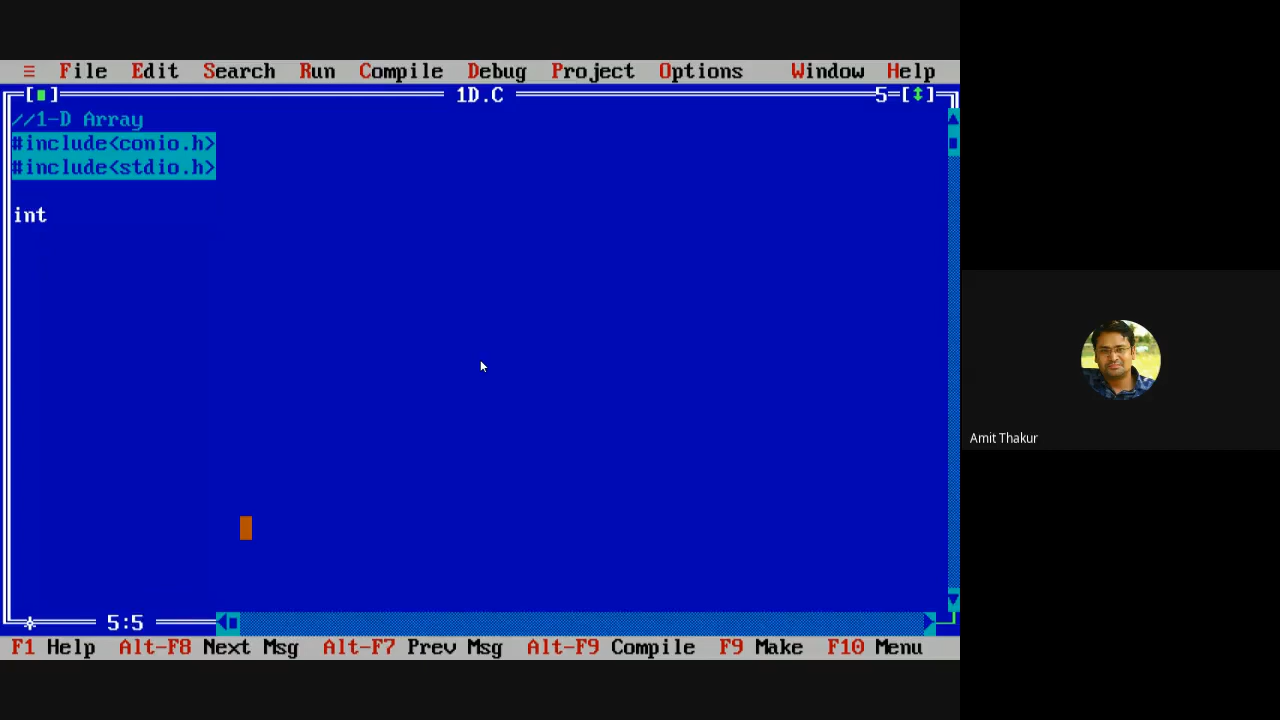 ≡ File Edit Search Run Compile Debug Project Options Window Help
[■] 1D.C 5=[↕]
//1-D Array
#include<conio.h>
#include<stdio.h>
int
Amit Thakur
5:5
F1 Help Alt-F8 Next Msg Alt-F7 Prev Msg Alt-F9 Compile F9 Make F10 Menu